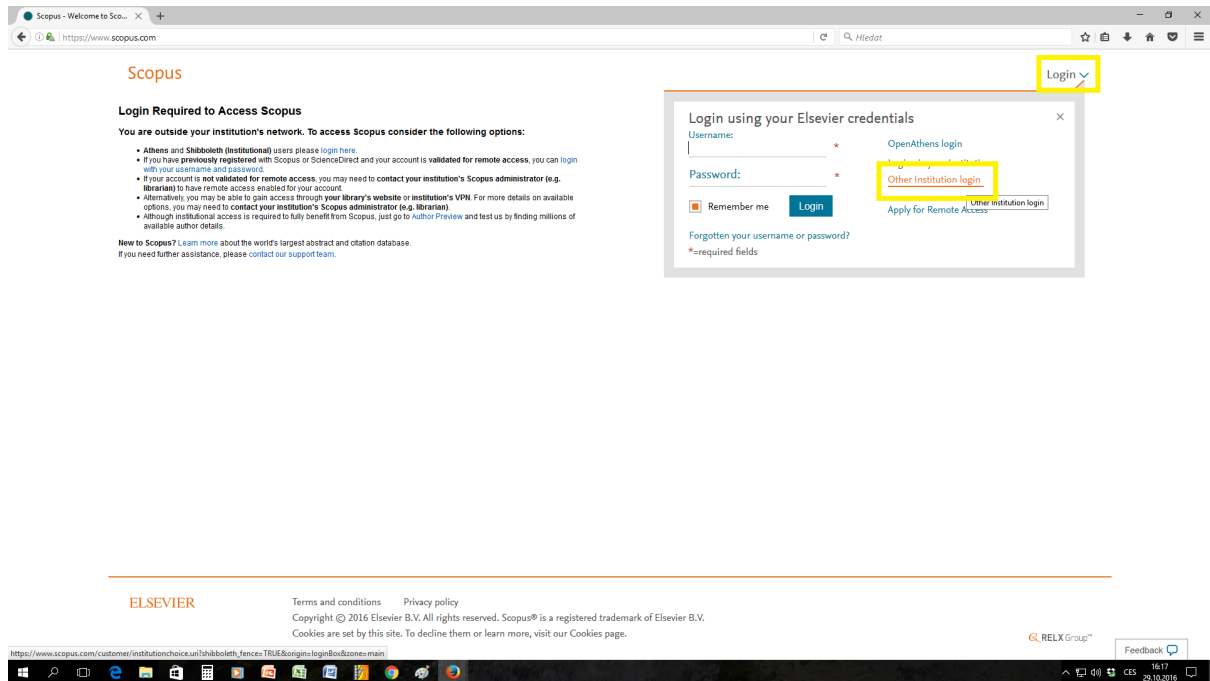 Scopus - Welcome to Sco...
https://www.scopus.com
Hledat
Scopus
Login
Login Required to Access Scopus
You are outside your institution's network. To access Scopus consider the following options:
Athens and Shibboleth (Institutional) users please login here.
If you have previously registered with Scopus or ScienceDirect and your account is validated for remote access, you can login
with your username and password.
If your account is not validated for remote access, you may need to contact your institution's Scopus administrator (e.g.
librarian) to have remote access enabled for your account.
Alternatively, you may be able to gain access through your library's website or institution's VPN. For more details on available
options, you may need to contact your institution's Scopus administrator (e.g. librarian).
Although institutional access is required to fully benefit from Scopus, just go to Author Preview and test us by finding millions of
available author details.
New to Scopus? Learn more about the world's largest abstract and citation database.
If you need further assistance, please contact our support team.
Login using your Elsevier credentials
Username:
*
Password:
*
Remember me
Login
Forgotten your username or password?
*=required fields
OpenAthens login
Other Institution login
Other Institution login
Apply for Remote Access
ELSEVIER
Terms and conditions Privacy policy
Copyright © 2016 Elsevier B.V. All rights reserved. Scopus® is a registered trademark of Elsevier B.V.
Cookies are set by this site. To decline them or learn more, visit our Cookies page.
RELX Group™
Feedback
https://www.scopus.com/customer/institutionchoice.uri?shibboleth_fence=TRUE&origin=loginBox&zone=main
CES
16:17
29.10.2016